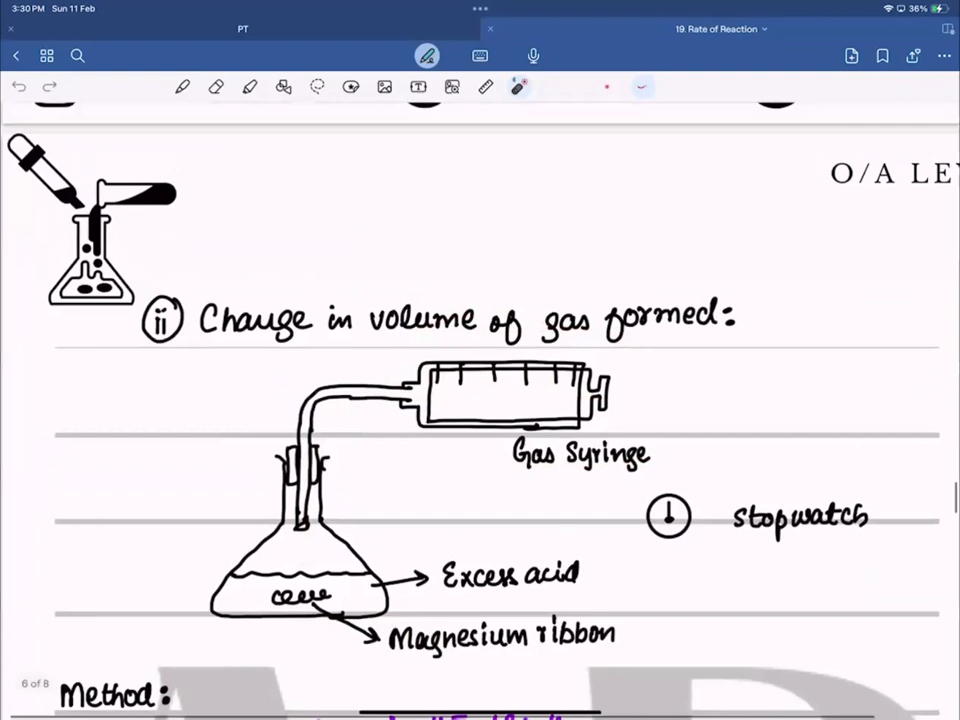 3:30 PM Sun 11 Feb
36%
PT
19. Rate of Reaction
O/A LE
(ii) Change in volume of gas formed:
Gas Syringe
stopwatch
Excess acid
Magnesium ribbon
6 of 8
Method: